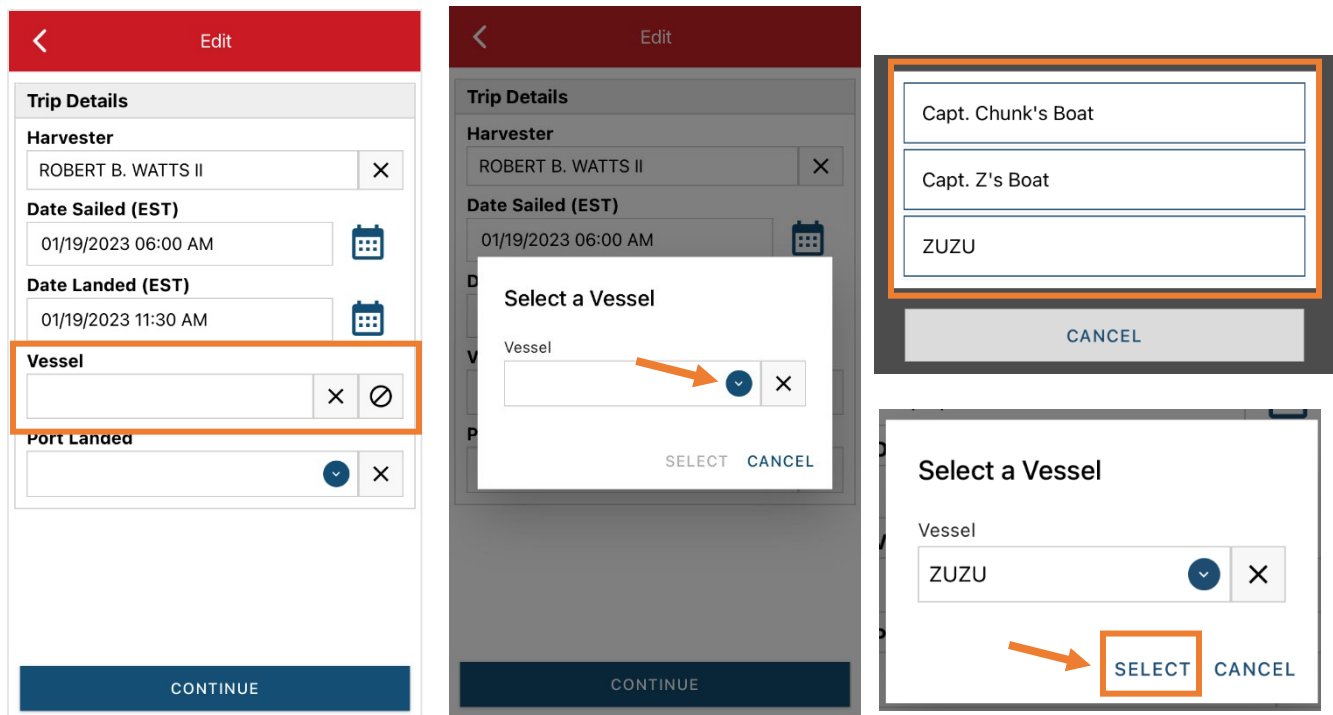 Edit
Trip Details
Harvester
ROBERT B. WATTS II
Date Sailed (EST)
01/19/2023 06:00 AM
Date Landed (EST)
01/19/2023 11:30 AM
Vessel
Port Landed
CONTINUE
Edit
Trip Details
Harvester
ROBERT B. WATTS II
Date Sailed (EST)
01/19/2023 06:00 AM
D
Select a Vessel
Vessel
V
P
SELECT CANCEL
CONTINUE
Capt. Chunk's Boat
Capt. Z's Boat
ZUZU
CANCEL
Select a Vessel
Vessel
ZUZU
SELECT CANCEL